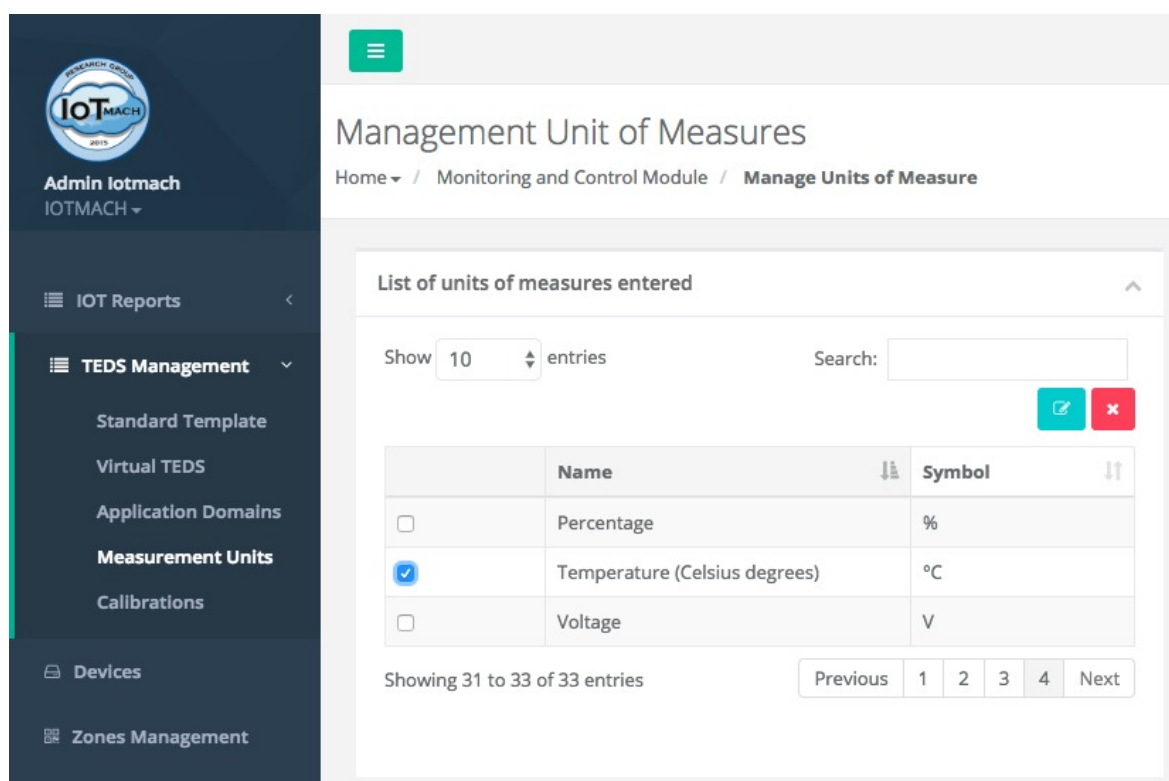 RESEARCH GROUP
IOTMACH
2015
Admin Iotmach
IOTMACH
IOT Reports
TEDS Management
Standard Template
Virtual TEDS
Application Domains
Measurement Units
Calibrations
Devices
Zones Management
Management Unit of Measures
Home / Monitoring and Control Module / Manage Units of Measure
List of units of measures entered
Show 10 entries Search:
Name Symbol
Percentage %
Temperature (Celsius degrees) °C
Voltage V
Showing 31 to 33 of 33 entries Previous 1 2 3 4 Next